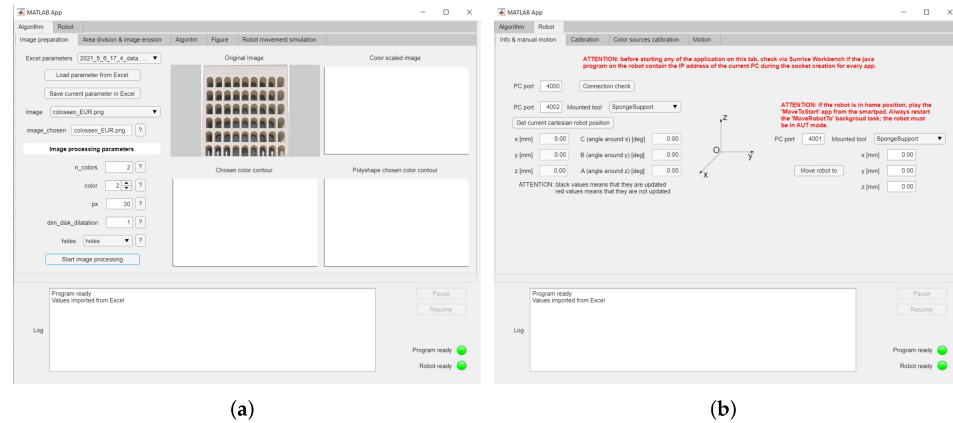 MATLAB App
Algorithm Robot
Image preparation Area division & image erosion Algoritm Figure Robot movement simulation
Excel parameters 2021_5_6_17_4_data ...
Load parameter from Excel
Save current parameter in Excel
Image colosseo_EUR.png
image_chosen colosseo_EUR.png ?
Image processing parameters
n_colors 2 ?
color 2 ?
px 30 ?
dim_disk_dilatation 1 ?
holes holes ?
Start image processing
Original Image
Color scaled image
Chosen color contour
Polyshape chosen color contour
Log
Program ready
Values imported from Excel
Pause
Resume
Program ready
Robot ready
(a)
MATLAB App
Algorithm Robot
Info & manual motion Calibration Color sources calibration Motion
ATTENTION: before starting any of the application on this tab, check via Sunrise Workbench if the java
program on the robot contain the IP address of the current PC during the socket creation for every app.
PC port 4000 Connection check
PC port 4002 Mounted tool SpongeSupport
Get current cartesian robot position
x [mm] 0.00 C (angle around x) [deg] 0.00
y [mm] 0.00 B (angle around y) [deg] 0.00
z [mm] 0.00 A (angle around z) [deg] 0.00
ATTENTION: black values means that they are updated
red values means that they are not updated
z
O
y
x
ATTENTION: if the robot is in home position, play the
'MoveToStart' app from the smartpad. Always restart
the 'MoveRobotTo' backgroud task; the robot must
be in AUT mode.
PC port 4001 Mounted tool SpongeSupport
x [mm] 0.00
Move robot to y [mm] 0.00
z [mm] 0.00
Log
Program ready
Values imported from Excel
Pause
Resume
Program ready
Robot ready
(b)